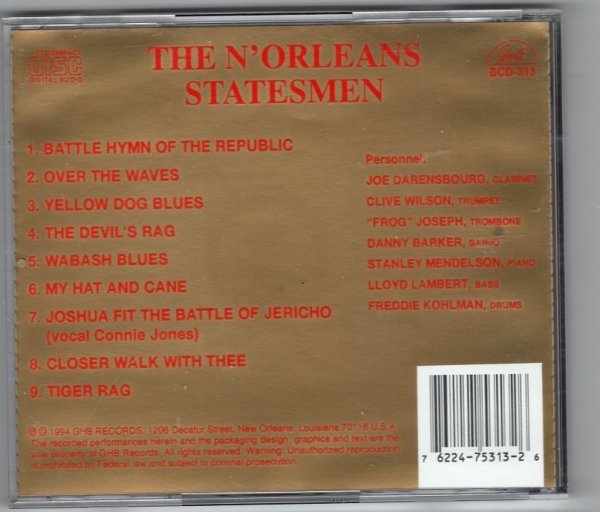 COMPACT
disc
DIGITAL AUDIO
THE N'ORLEANS
STATESMEN
BCD-313
1. BATTLE HYMN OF THE REPUBLIC
2. OVER THE WAVES
3. YELLOW DOG BLUES
4. THE DEVIL'S RAG
5. WABASH BLUES
6. MY HAT AND CANE
7. JOSHUA FIT THE BATTLE OF JERICHO
(vocal Connie Jones)
8. CLOSER WALK WITH THEE
9. TIGER RAG
Personnel:
JOE DARENSBOURG, CLARINET
CLIVE WILSON, TRUMPET
"FROG" JOSEPH, TROMBONE
DANNY BARKER, BANJO
STANLEY MENDELSON, PIANO
LLOYD LAMBERT, BASS
FREDDIE KOHLMAN, DRUMS
℗ © 1994 GHB RECORDS, 1206 Decatur Street, New Orleans, Louisiana 70116 U.S.A.
The recorded performances herein and the packaging design, graphics and text are the
sole property of GHB Records. All rights reserved. Warning: Unauthorized reproduction
is prohibited by Federal law and subject to criminal prosecution.
7 62247-75313-2 6